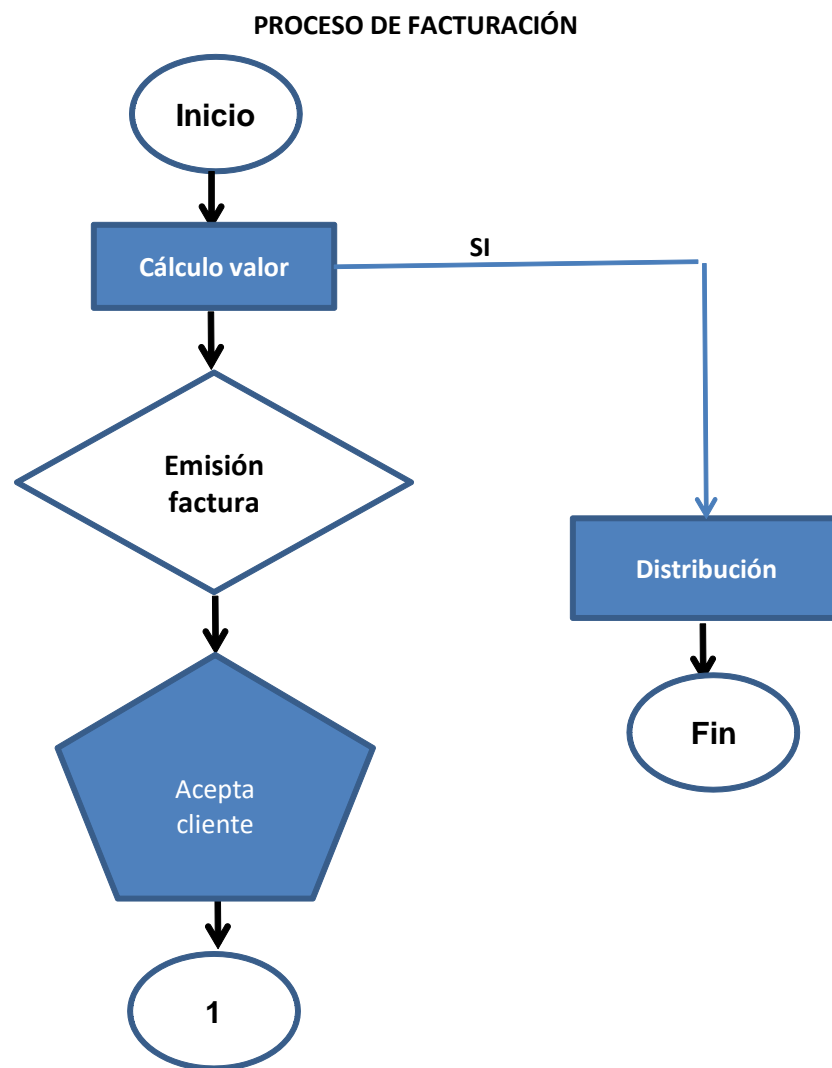 PROCESO DE FACTURACIÓN
Inicio
Cálculo valor
SI
Emisión
factura
Distribución
Fin
Acepta
cliente
1